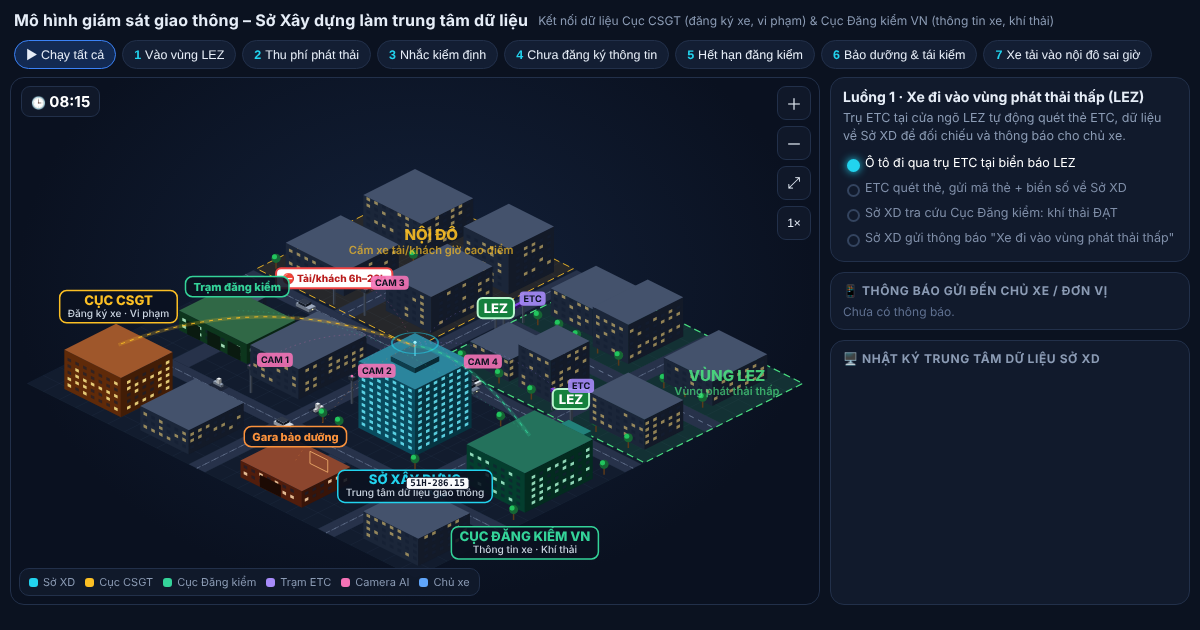 Mô hình giám sát giao thông – Sở Xây dựng làm trung tâm dữ liệu
Kết nối dữ liệu Cục CSGT (đăng ký xe, vi phạm) & Cục Đăng kiểm VN (thông tin xe, khí thải)
▶ Chạy tất cả
1 Vào vùng LEZ
2 Thu phí phát thải
3 Nhắc kiểm định
4 Chưa đăng ký thông tin
5 Hết hạn đăng kiểm
6 Bảo dưỡng & tái kiểm
7 Xe tải vào nội đô sai giờ
🕒 08:15
+
−
⤢
1×
NỘI ĐÔ
Cấm xe tải/khách giờ cao điểm
Tải/khách
CAM 3
Trạm đăng kiểm
CỤC CSGT
Đăng ký xe · Vi phạm
LEZ
ETC
CAM 1
CAM 2
CAM 4
VÙNG LEZ
Vùng phát thải thấp
ETC
LEZ
Gara bảo dưỡng
SỞ XÂY DỰNG
51H-286.15
Trung tâm dữ liệu giao thông
CỤC ĐĂNG KIỂM VN
Thông tin xe · Khí thải
Sở XD
Cục CSGT
Cục Đăng kiểm
Trạm ETC
Camera AI
Chủ xe
Luồng 1 · Xe đi vào vùng phát thải thấp (LEZ)
Trụ ETC tại cửa ngõ LEZ tự động quét thẻ ETC, dữ liệu
về Sở XD để đối chiếu và thông báo cho chủ xe.
Ô tô đi qua trụ ETC tại biển báo LEZ
ETC quét thẻ, gửi mã thẻ + biển số về Sở XD
Sở XD tra cứu Cục Đăng kiểm: khí thải ĐẠT
Sở XD gửi thông báo "Xe đi vào vùng phát thải thấp"
📱 THÔNG BÁO GỬI ĐẾN CHỦ XE / ĐƠN VỊ
Chưa có thông báo.
🖥️ NHẬT KÝ TRUNG TÂM DỮ LIỆU SỞ XD